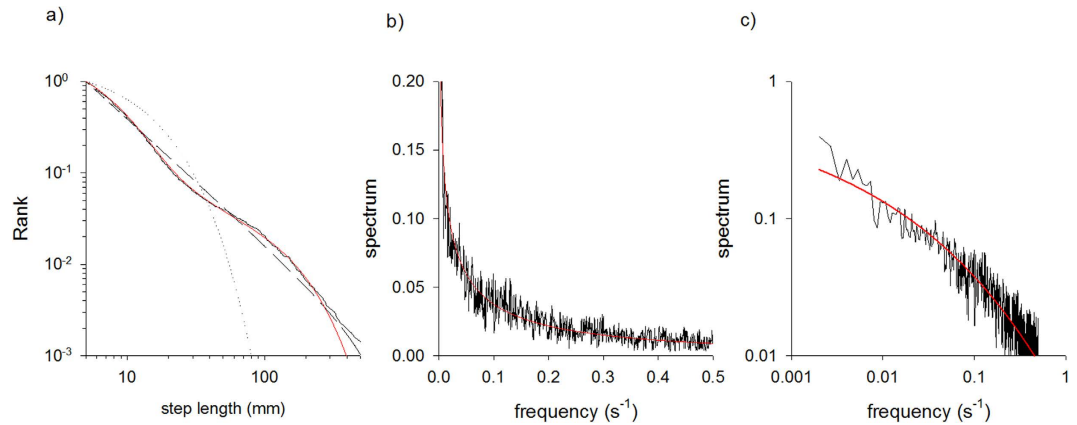 a)
b)
c)
Rank
10⁰
10⁻¹
10⁻²
10⁻³
10
100
step length (mm)
spectrum
0.20
0.15
0.10
0.05
0.00
0.0
0.1
0.2
0.3
0.4
0.5
frequency (s⁻¹)
spectrum
1
0.1
0.01
0.001
0.01
0.1
1
frequency (s⁻¹)